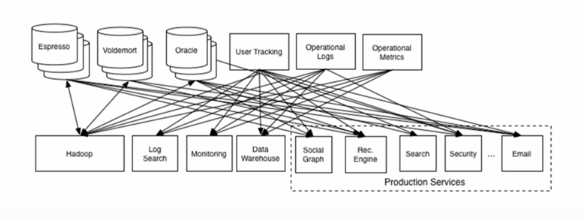 Espresso
Voldemort
Oracle
User Tracking
Operational
Logs
Operational
Metrics
Hadoop
Log
Search
Monitoring
Data
Warehouse
Social
Graph
Rec.
Engine
Search
Security
...
Email
Production Services